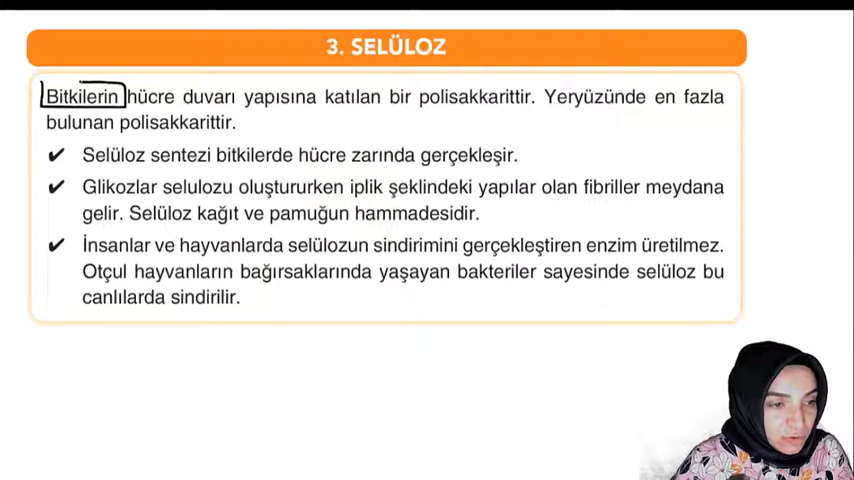 3. SELÜLOZ
Bitkilerin hücre duvarı yapısına katılan bir polisakkarittir. Yeryüzünde en fazla
bulunan polisakkarittir.
✔ Selüloz sentezi bitkilerde hücre zarında gerçekleşir.
✔ Glikozlar selulozu oluştururken iplik şeklindeki yapılar olan fibriller meydana
gelir. Selüloz kağıt ve pamuğun hammadesidir.
✔ İnsanlar ve hayvanlarda selülozun sindirimini gerçekleştiren enzim üretilmez.
Otçul hayvanların bağırsaklarında yaşayan bakteriler sayesinde selüloz bu
canlılarda sindirilir.